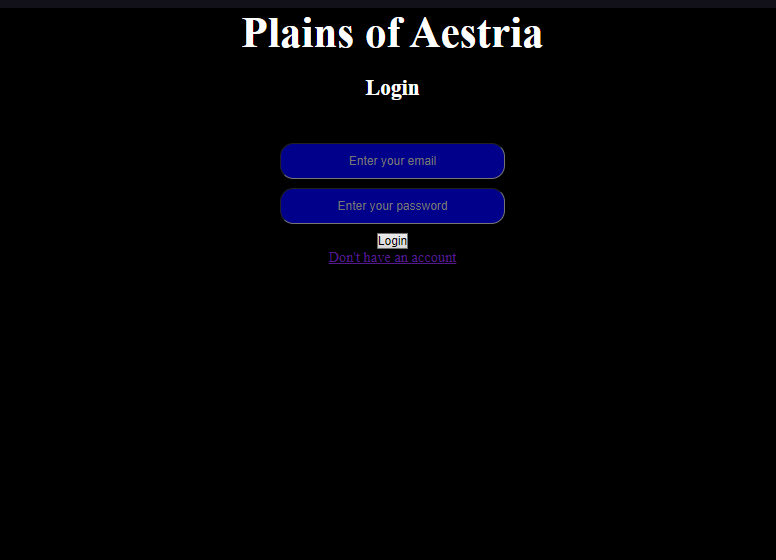 Plains of Aestria
Login
Enter your email
Enter your password
Login
Don't have an account